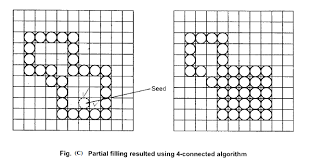 Seed
Fig. (c) Partial filling resulted using 4-connected algorithm